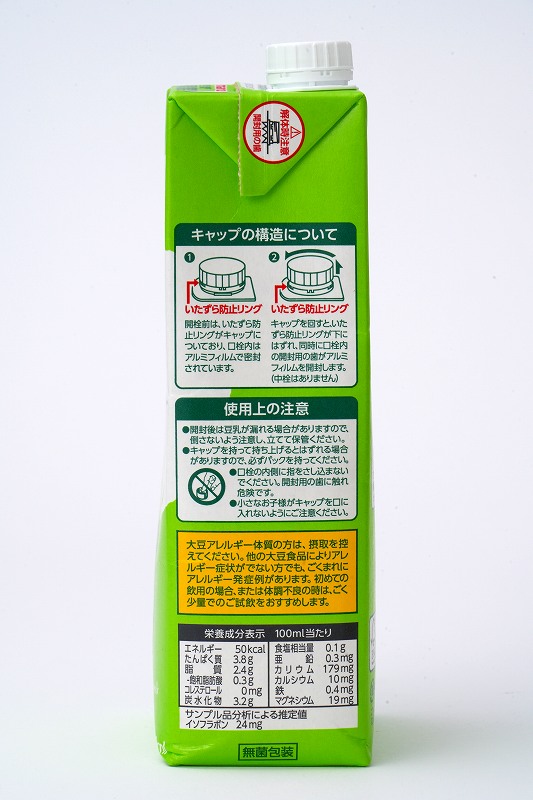 解体時注意
開封用の歯
キャップの構造について
❶
❷
いたずら防止リング
いたずら防止リング
開栓前は、いたずら防
止リングがキャップに
ついており、口栓内は
アルミフィルムで密封
されています。
キャップを回すと、いた
ずら防止リングが下に
はずれ、同時に口栓内
の開封用の歯がアルミ
フィルムを開封します。
(中栓はありません)
使用上の注意
●開封後は豆乳が漏れる場合がありますので、
倒さないよう注意し、立てて保管ください。
●キャップを持って持ち上げるとはずれる場合
がありますので、必ずパックを持ってください。
●口栓の内側に指をさし込まない
でください。開封用の歯に触れ
危険です。
●小さなお子様がキャップを口に
入れないようにご注意ください。
大豆アレルギー体質の方は、摂取を控
えてください。他の大豆食品によりアレ
ルギー症状がでない方でも、ごくまれに
アレルギー発症例があります。初めての
飲用の場合、または体調不良の時は、ごく
少量でのご試飲をおすすめします。
栄養成分表示 100ml当たり
エネルギー 50kcal
たんぱく質 3.8g
脂質 2.4g
-飽和脂肪酸 0.3g
コレステロール 0mg
炭水化物 3.2g
食塩相当量 0.1g
亜鉛 0.3mg
カリウム 179mg
カルシウム 10mg
鉄 0.4mg
マグネシウム 19mg
サンプル品分析による推定値
イソフラボン 24mg
無菌包装